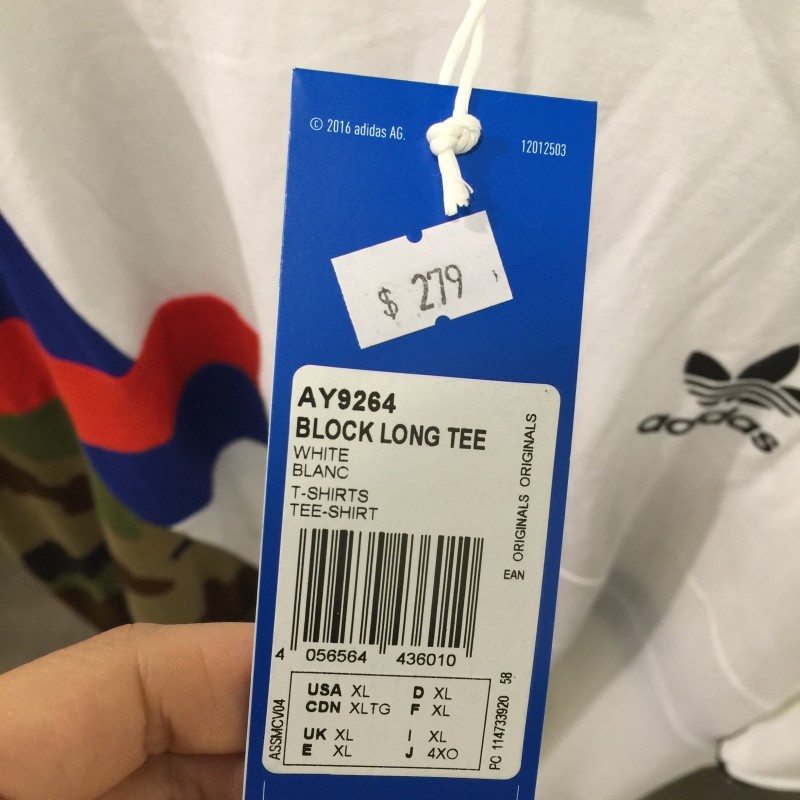 © 2016 adidas AG.
12012503
$ 279
AY9264
BLOCK LONG TEE
WHITE
BLANC
T-SHIRTS
TEE-SHIRT
ORIGINALS ORIGINALS
EAN
4 056564 436010
ASSMCV04
USA XL D XL
CDN XLTG F XL
UK XL I XL
E XL J 4XO
PC 114733920 58
adidas